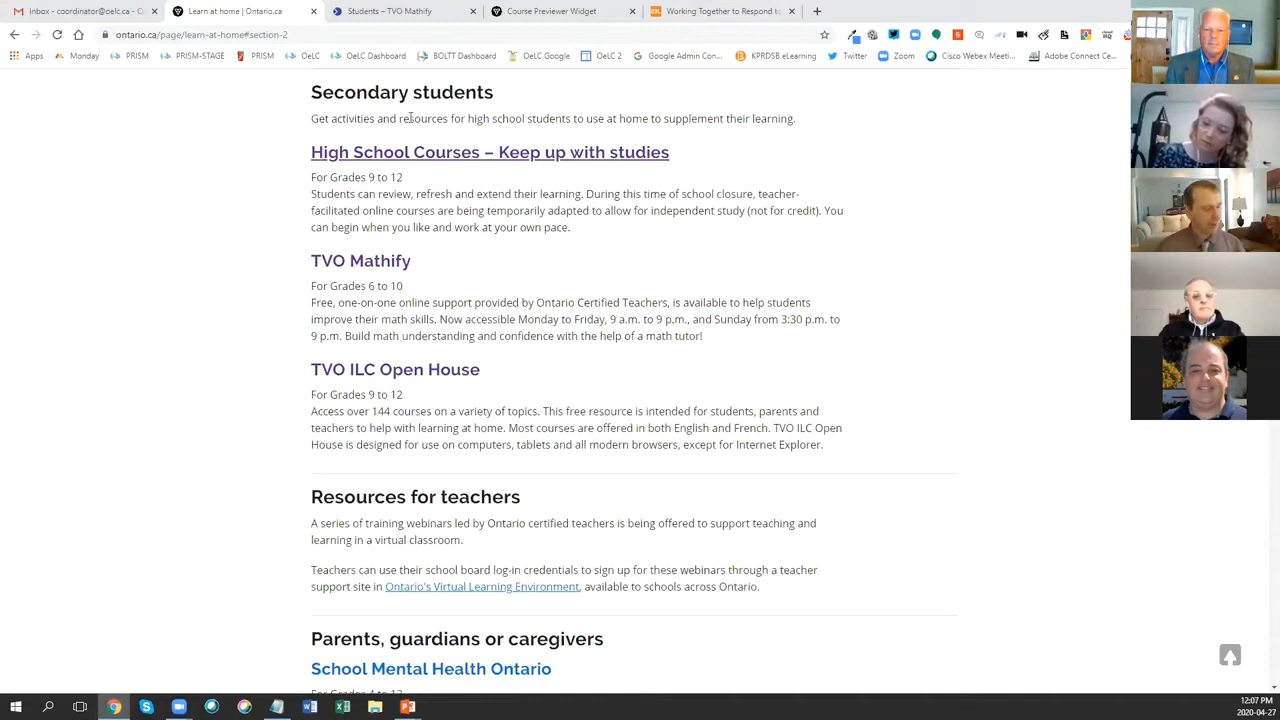 Inbox - coordinator@oelc.ca - C
Learn at home | Ontario.ca
Students – TVO Mathify
Course Previewer Widget
Working Together to Respond to
ontario.ca/page/learn-at-home#section-2
Apps
Monday
PRISM
PRISM-STAGE
PRISM
OeLC
OeLC Dashboard
BOLTT Dashboard
OeLC Google
OeLC 2
Google Admin Con...
KPRDSB eLearning
Twitter
Zoom
Cisco Webex Meeti...
Adobe Connect Ce...
Secondary students
Get activities and resources for high school students to use at home to supplement their learning.
High School Courses – Keep up with studies
For Grades 9 to 12
Students can review, refresh and extend their learning. During this time of school closure, teacher-
facilitated online courses are being temporarily adapted to allow for independent study (not for credit). You
can begin when you like and work at your own pace.
TVO Mathify
For Grades 6 to 10
Free, one-on-one online support provided by Ontario Certified Teachers, is available to help students
improve their math skills. Now accessible Monday to Friday, 9 a.m. to 9 p.m., and Sunday from 3:30 p.m. to
9 p.m. Build math understanding and confidence with the help of a math tutor!
TVO ILC Open House
For Grades 9 to 12
Access over 144 courses on a variety of topics. This free resource is intended for students, parents and
teachers to help with learning at home. Most courses are offered in both English and French. TVO ILC Open
House is designed for use on computers, tablets and all modern browsers, except for Internet Explorer.
Resources for teachers
A series of training webinars led by Ontario certified teachers is being offered to support teaching and
learning in a virtual classroom.
Teachers can use their school board log-in credentials to sign up for these webinars through a teacher
support site in Ontario's Virtual Learning Environment, available to schools across Ontario.
Parents, guardians or caregivers
School Mental Health Ontario
For Grades 4 to 12
12:07 PM
2020-04-27